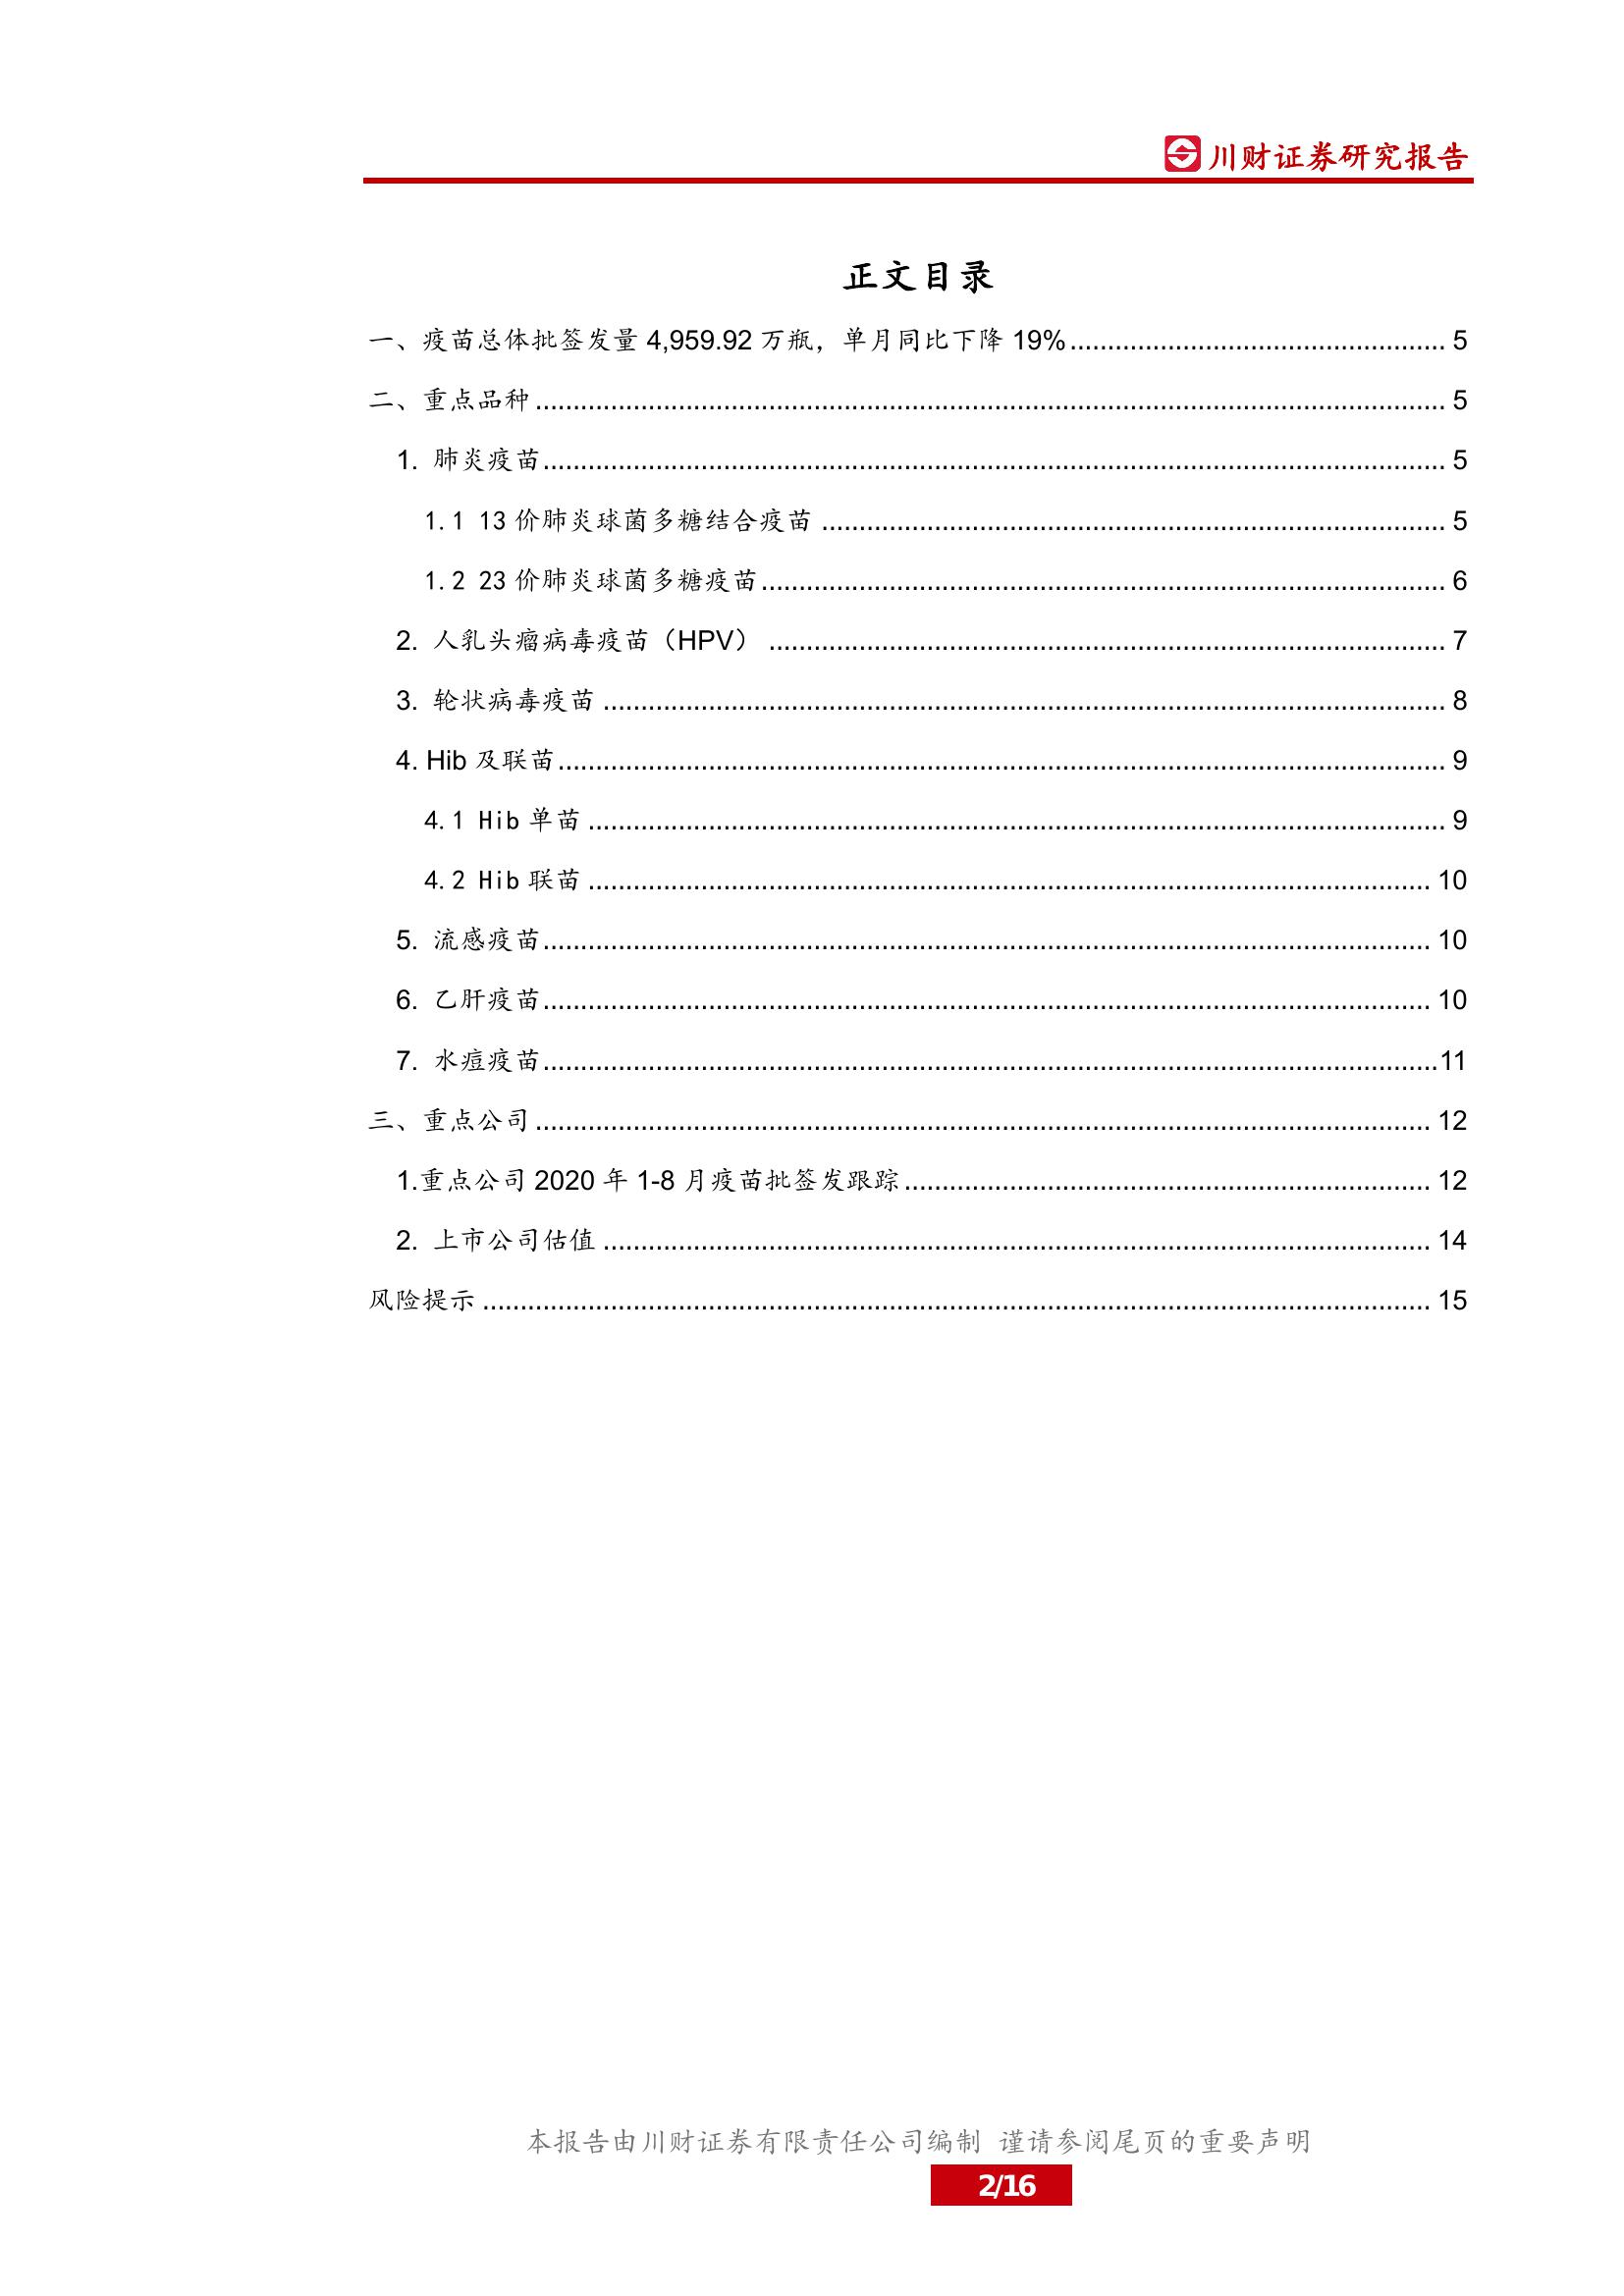 川财证券研究报告
正文目录
一、疫苗总体批签发量 4,959.92 万瓶，单月同比下降 19%.................................................. 5
二、重点品种 .......................................................................................................................... 5
1. 肺炎疫苗......................................................................................................................... 5
1.1 13 价肺炎球菌多糖结合疫苗 ................................................................................... 5
1.2 23 价肺炎球菌多糖疫苗........................................................................................... 6
2. 人乳头瘤病毒疫苗（HPV） .......................................................................................... 7
3. 轮状病毒疫苗 ................................................................................................................ 8
4. Hib 及联苗...................................................................................................................... 9
4.1 Hib 单苗 .................................................................................................................. 9
4.2 Hib 联苗 ................................................................................................................ 10
5. 流感疫苗....................................................................................................................... 10
6. 乙肝疫苗....................................................................................................................... 10
7. 水痘疫苗........................................................................................................................11
三、重点公司 ........................................................................................................................ 12
1.重点公司 2020 年 1-8 月疫苗批签发跟踪...................................................................... 12
2. 上市公司估值 .............................................................................................................. 14
风险提示 ............................................................................................................................... 15
本报告由川财证券有限责任公司编制 谨请参阅尾页的重要声明
2/16